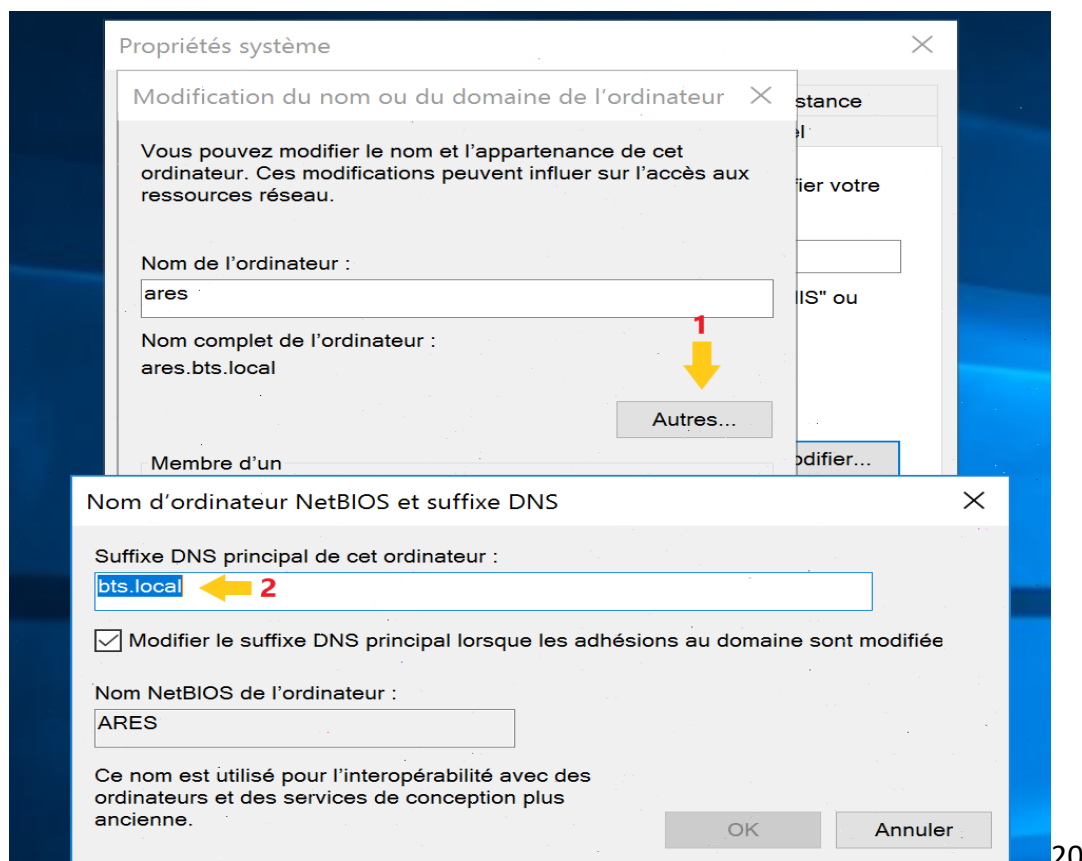 Propriétés système
Modification du nom ou du domaine de l'ordinateur
stance
el
Vous pouvez modifier le nom et l'appartenance de cet
ordinateur. Ces modifications peuvent influer sur l'accès aux
ressources réseau.
fier votre
Nom de l'ordinateur :
ares
IIS" ou
1
Nom complet de l'ordinateur :
ares.bts.local
Autres...
Membre d'un
odifier...
Nom d'ordinateur NetBIOS et suffixe DNS
Suffixe DNS principal de cet ordinateur :
bts.local
2
Modifier le suffixe DNS principal lorsque les adhésions au domaine sont modifiée
Nom NetBIOS de l'ordinateur :
ARES
Ce nom est utilisé pour l'interopérabilité avec des
ordinateurs et des services de conception plus
ancienne.
OK
Annuler
20